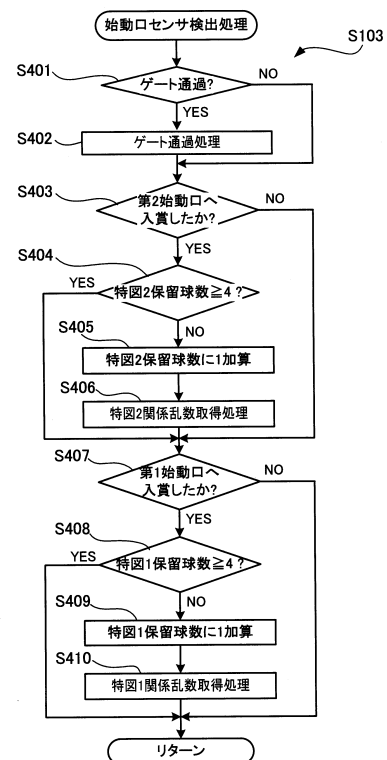 始動口センサ検出処理
S103
S401
ゲート通過?
NO
YES
S402
ゲート通過処理
S403
第2始動口へ
入賞したか?
NO
YES
S404
YES
特図2保留球数≧4?
NO
S405
特図2保留球数に1加算
S406
特図2関係乱数取得処理
S407
第1始動口へ
入賞したか?
NO
YES
S408
YES
特図1保留球数≧4?
NO
S409
特図1保留球数に1加算
S410
特図1関係乱数取得処理
リターン